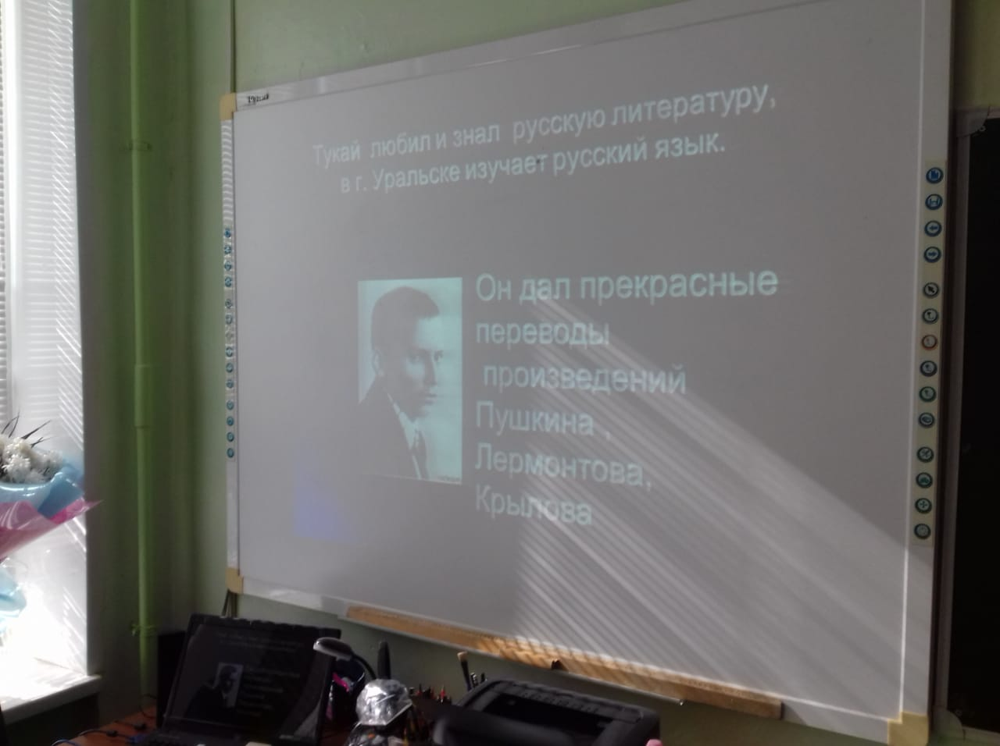 Тукай любил и знал русскую литературу,
в г. Уральске изучает русский язык.
Он дал прекрасные
переводы
произведений
Пушкина ,
Лермонтова,
Крылова